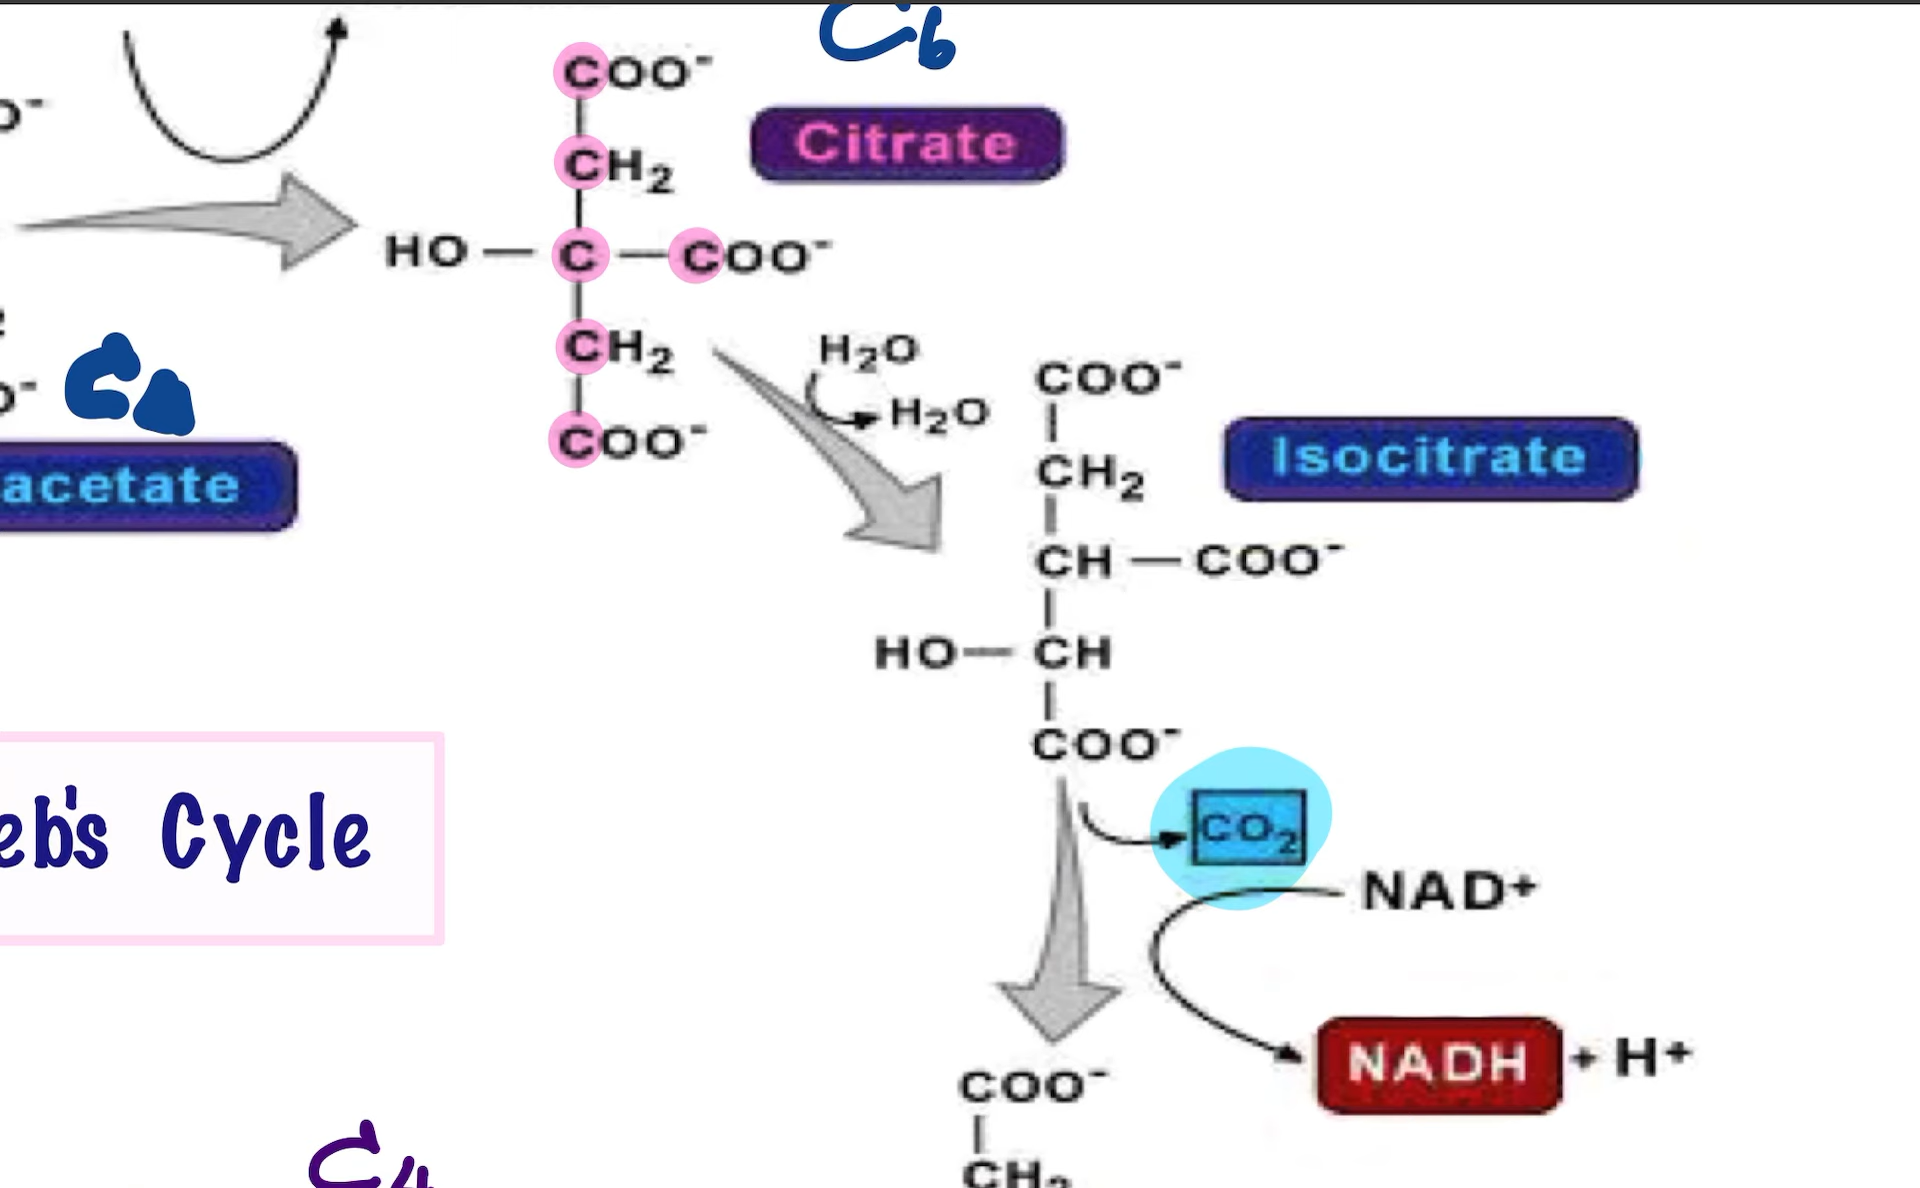 C6
COO⁻
O⁻
CH₂
Citrate
HO — C — COO⁻
CH₂
H₂O
H₂O
COO⁻
O⁻
COO⁻
acetate
CH₂
Isocitrate
CH — COO⁻
HO — CH
COO⁻
eb's Cycle
CO₂
NAD+
NADH + H+
COO⁻
CH₂
C4